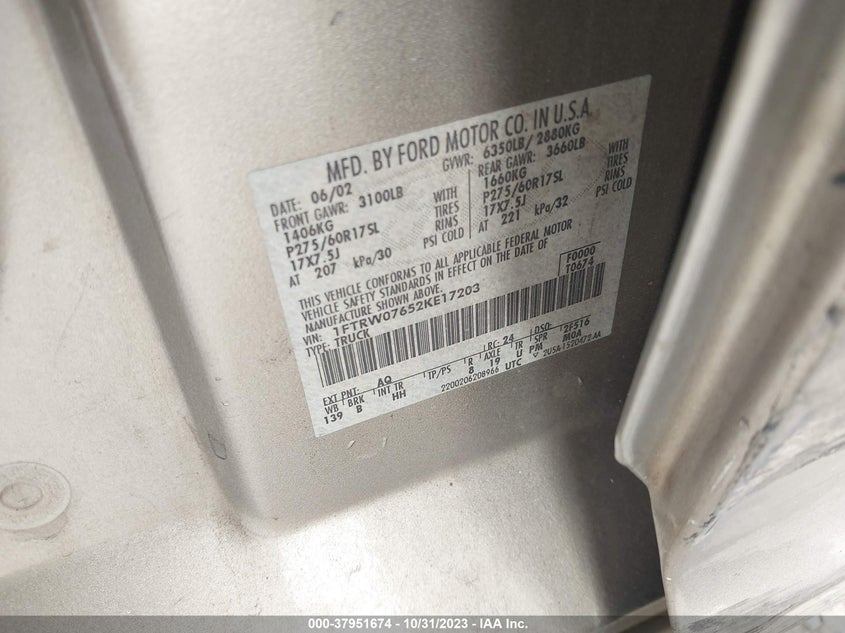 MFD. BY FORD MOTOR CO. IN U.S.A.
DATE: 06/02 GVWR: 6350LB/ 2880KG
FRONT GAWR: 3100LB REAR GAWR: 3660LB
1406KG WITH 1660KG WITH
P275/60R17SL TIRES P275/60R17SL TIRES
17X7.5J RIMS 17X7.5J RIMS
AT 207 kPa/30 PSI COLD AT 221 kPa/32 PSI COLD
THIS VEHICLE CONFORMS TO ALL APPLICABLE FEDERAL MOTOR
VEHICLE SAFETY STANDARDS IN EFFECT ON THE DATE OF
MANUFACTURE SHOWN ABOVE.
VIN: 1FTRW07652KE17203
TYPE: TRUCK
F0000
T0674
EXT PNT: AQ RC: 24 DSO: 2F516
WB BRK INT TR TP/PS R AXLE TR SPR
139 B HH 8 19 U PM M0A
2200206208966 UTC
000-37951674 | 10/31/2023 | © IAA Inc.